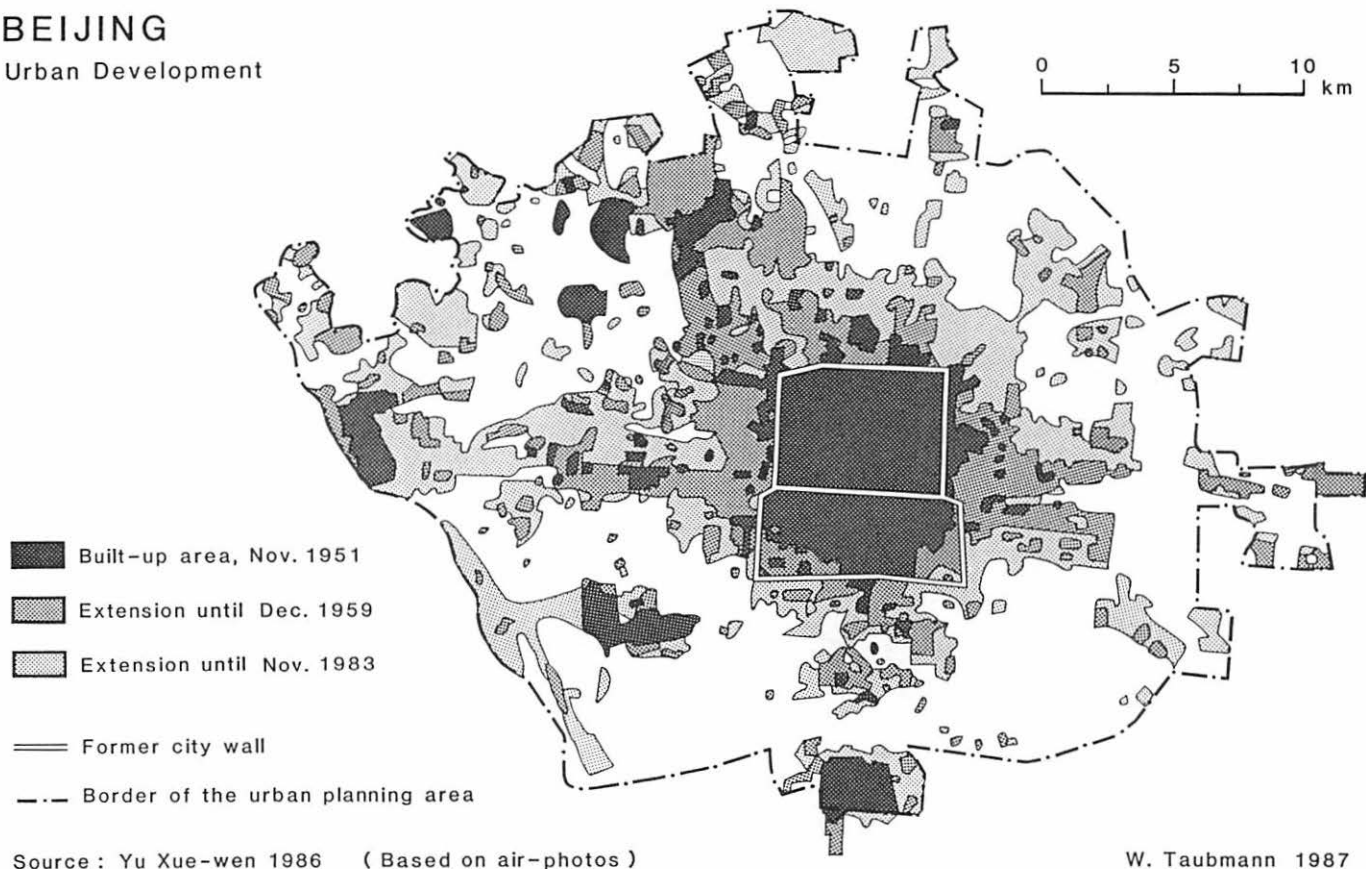 BEIJING
Urban Development
0 5 10
km
Built-up area, Nov. 1951
Extension until Dec. 1959
Extension until Nov. 1983
Former city wall
Border of the urban planning area
Source : Yu Xue-wen 1986 ( Based on air-photos )
W. Taubmann 1987